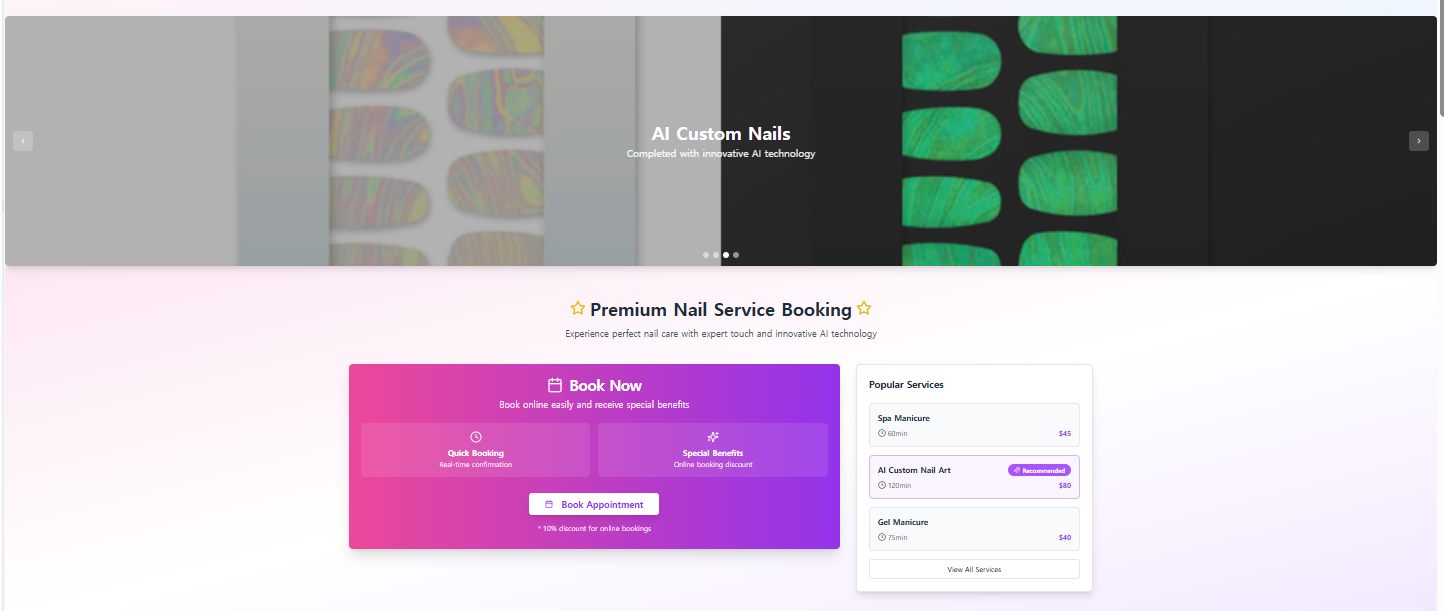 AI Custom Nails
Completed with innovative AI technology
Premium Nail Service Booking
Experience perfect nail care with expert touch and innovative AI technology
Book Now
Book online easily and receive special benefits
Quick Booking
Real-time confirmation
Special Benefits
Online booking discount
Book Appointment
* 10% discount for online bookings
Popular Services
Spa Manicure
60min $45
AI Custom Nail Art Recommended
120min $80
Gel Manicure
75min $40
View All Services